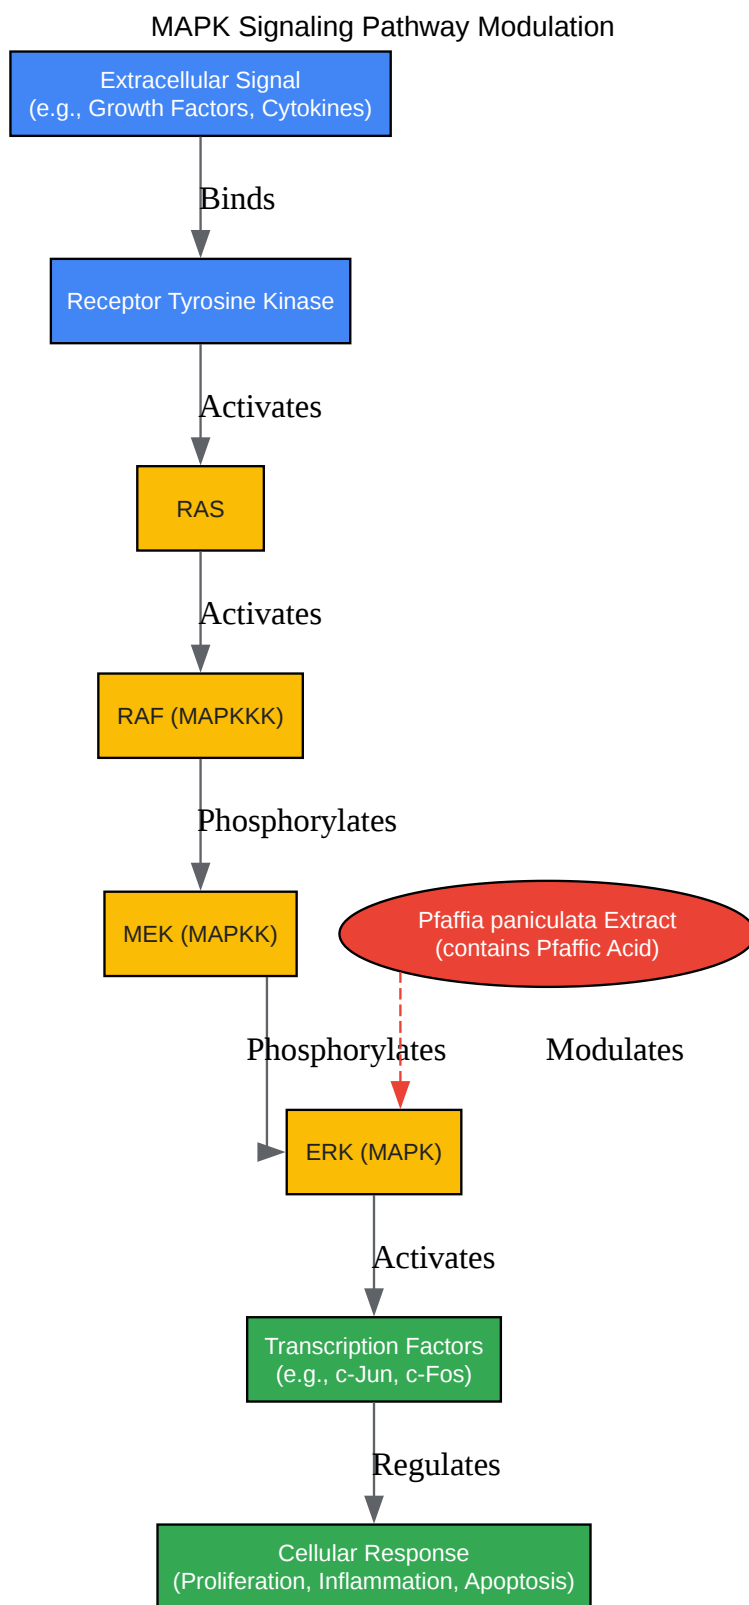 MAPK Signaling Pathway Modulation
Extracellular Signal
(e.g., Growth Factors, Cytokines)
Binds
Receptor Tyrosine Kinase
Activates
RAS
Activates
RAF (MAPKKK)
Phosphorylates
MEK (MAPKK)
Pfaffia paniculata Extract
(contains Pfaffic Acid)
Phosphorylates
Modulates
ERK (MAPK)
Activates
Transcription Factors
(e.g., c-Jun, c-Fos)
Regulates
Cellular Response
(Proliferation, Inflammation, Apoptosis)